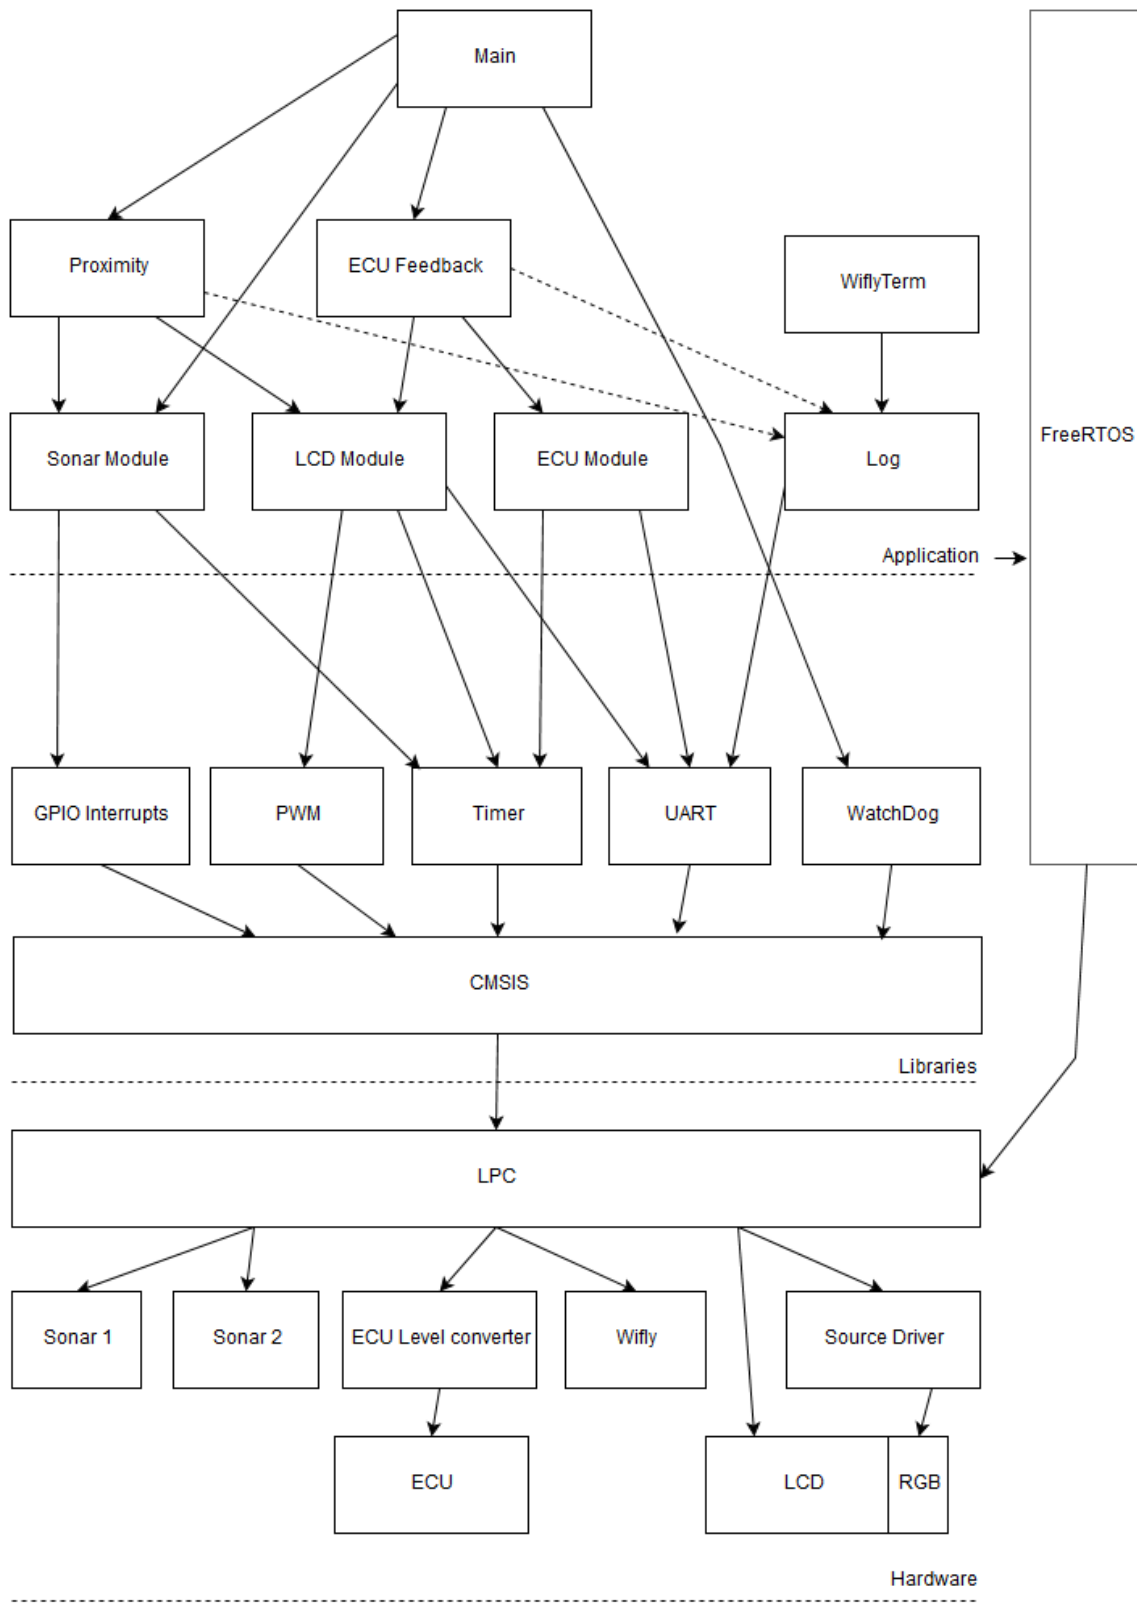 Main
Proximity
ECU Feedback
WiflyTerm
Sonar Module
LCD Module
ECU Module
Log
FreeRTOS
Application
GPIO Interrupts
PWM
Timer
UART
WatchDog
CMSIS
Libraries
LPC
Sonar 1
Sonar 2
ECU Level converter
Wifly
Source Driver
ECU
LCD
RGB
Hardware